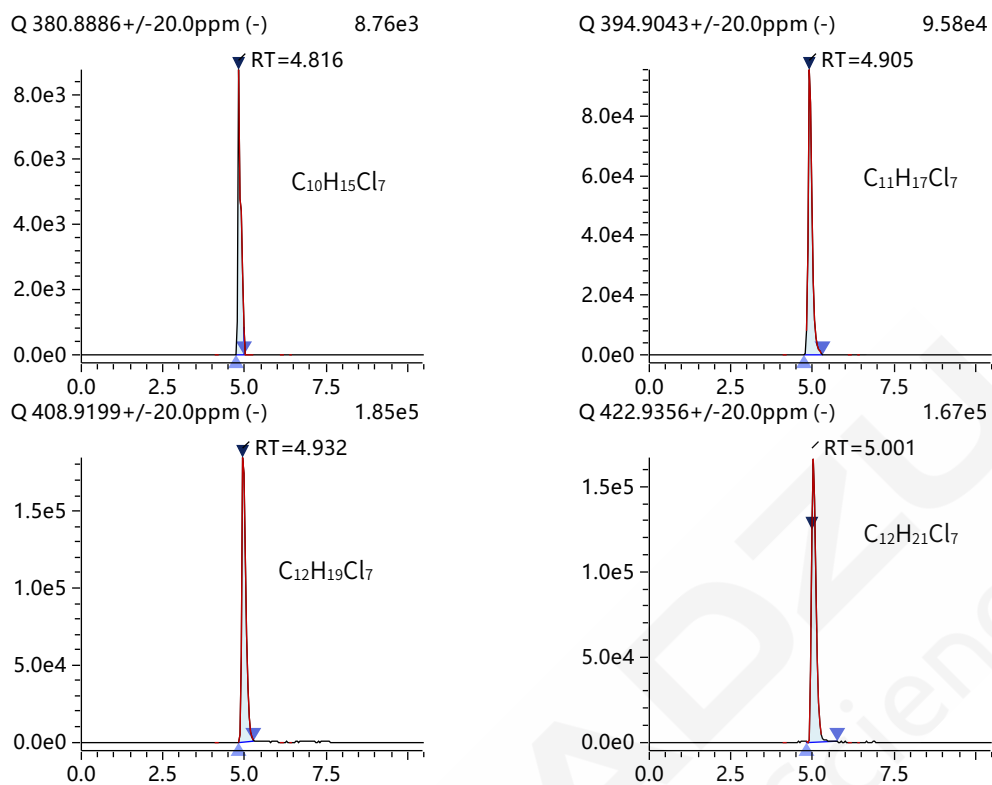 Q 380.8886+/-20.0ppm (-) 8.76e3
RT=4.816
8.0e3
6.0e3
4.0e3
2.0e3
0.0e0
C₁₀H₁₅Cl₇
0.0 2.5 5.0 7.5
Q 394.9043+/-20.0ppm (-) 9.58e4
RT=4.905
8.0e4
6.0e4
4.0e4
2.0e4
0.0e0
C₁₁H₁₇Cl₇
0.0 2.5 5.0 7.5
Q 408.9199+/-20.0ppm (-) 1.85e5
RT=4.932
1.5e5
1.0e5
5.0e4
0.0e0
C₁₂H₁₉Cl₇
0.0 2.5 5.0 7.5
Q 422.9356+/-20.0ppm (-) 1.67e5
RT=5.001
1.5e5
1.0e5
5.0e4
0.0e0
C₁₂H₂₁Cl₇
0.0 2.5 5.0 7.5